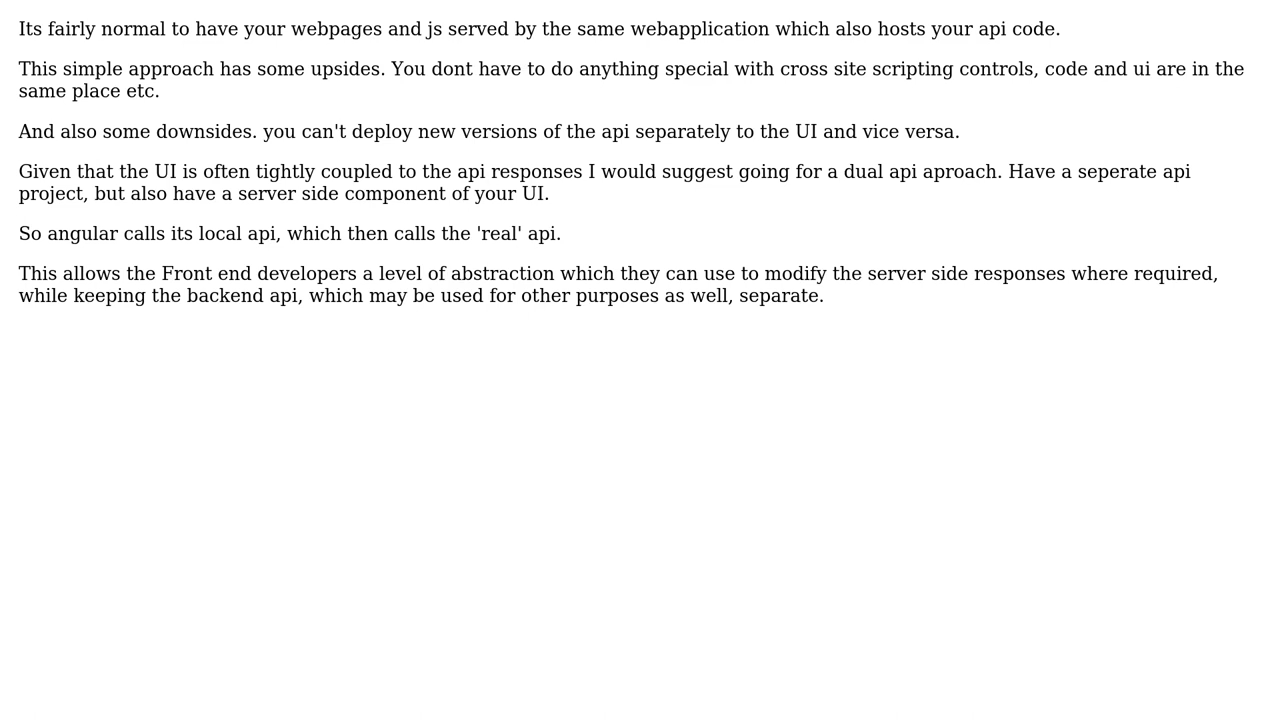 Its fairly normal to have your webpages and js served by the same webapplication which also hosts your api code.
This simple approach has some upsides. You dont have to do anything special with cross site scripting controls, code and ui are in the
same place etc.
And also some downsides. you can't deploy new versions of the api separately to the UI and vice versa.
Given that the UI is often tightly coupled to the api responses I would suggest going for a dual api aproach. Have a seperate api
project, but also have a server side component of your UI.
So angular calls its local api, which then calls the 'real' api.
This allows the Front end developers a level of abstraction which they can use to modify the server side responses where required,
while keeping the backend api, which may be used for other purposes as well, separate.